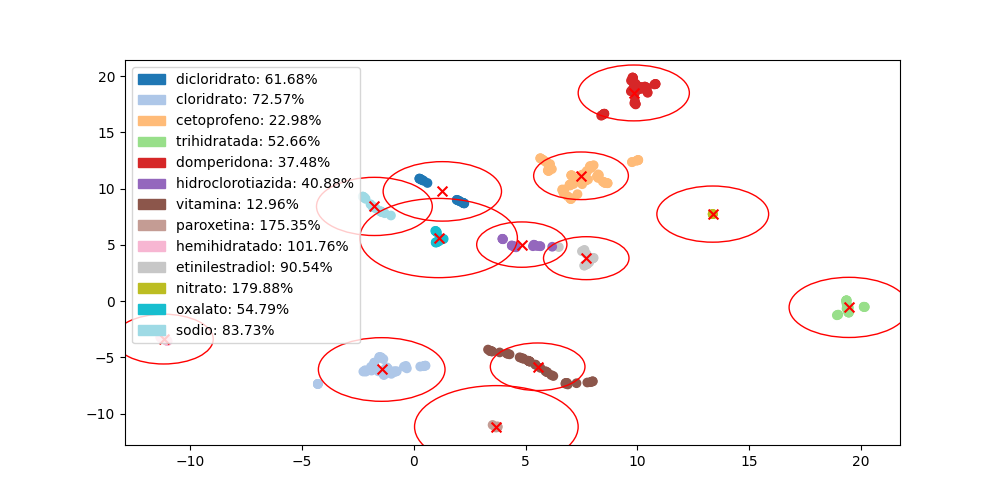 dicloridrato: 61.68%
cloridrato: 72.57%
cetoprofeno: 22.98%
trihidratada: 52.66%
domperidona: 37.48%
hidroclorotiazida: 40.88%
vitamina: 12.96%
paroxetina: 175.35%
hemihidratado: 101.76%
etinilestradiol: 90.54%
nitrato: 179.88%
oxalato: 54.79%
sodio: 83.73%
20
15
10
5
0
−5
−10
−10 −5 0 5 10 15 20